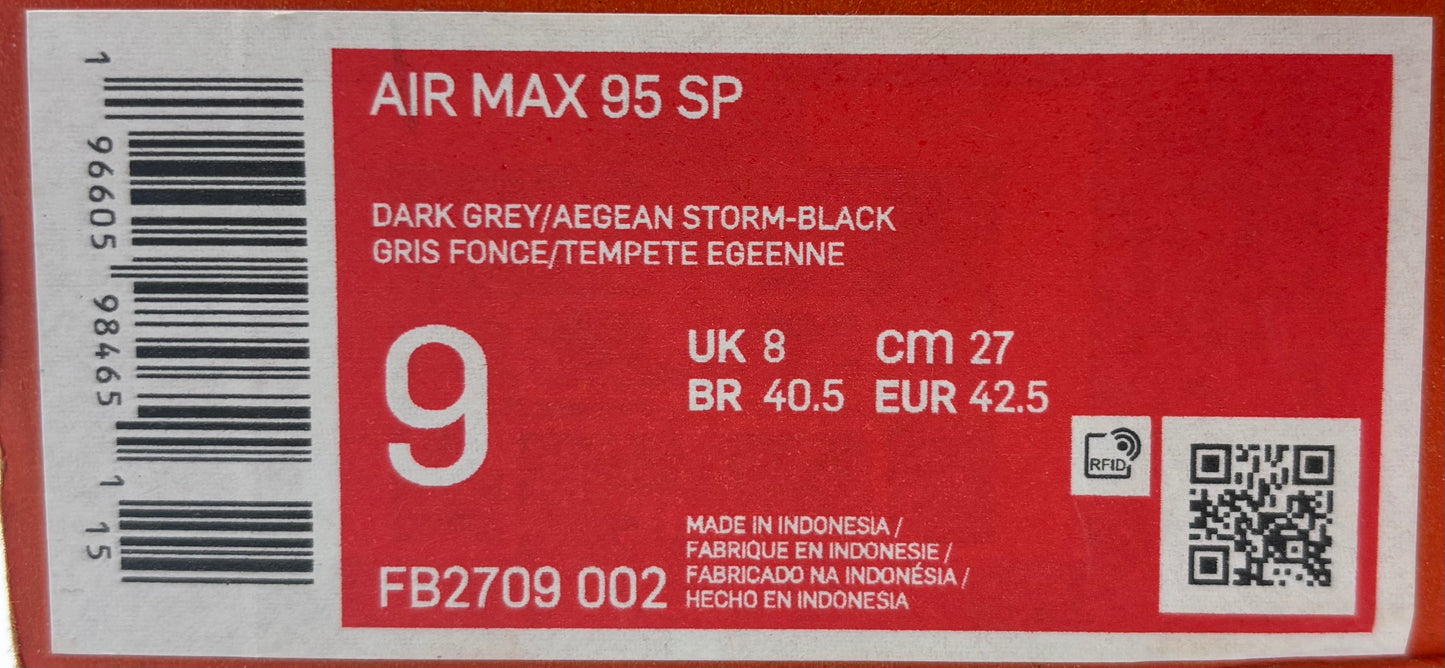 1 96605 98465 1 15
AIR MAX 95 SP
DARK GREY/AEGEAN STORM-BLACK
GRIS FONCE/TEMPETE EGEENNE
9
UK 8 cm 27
BR 40.5 EUR 42.5
RFID
FB2709 002
MADE IN INDONESIA /
FABRIQUE EN INDONESIE /
FABRICADO NA INDONÉSIA /
HECHO EN INDONESIA